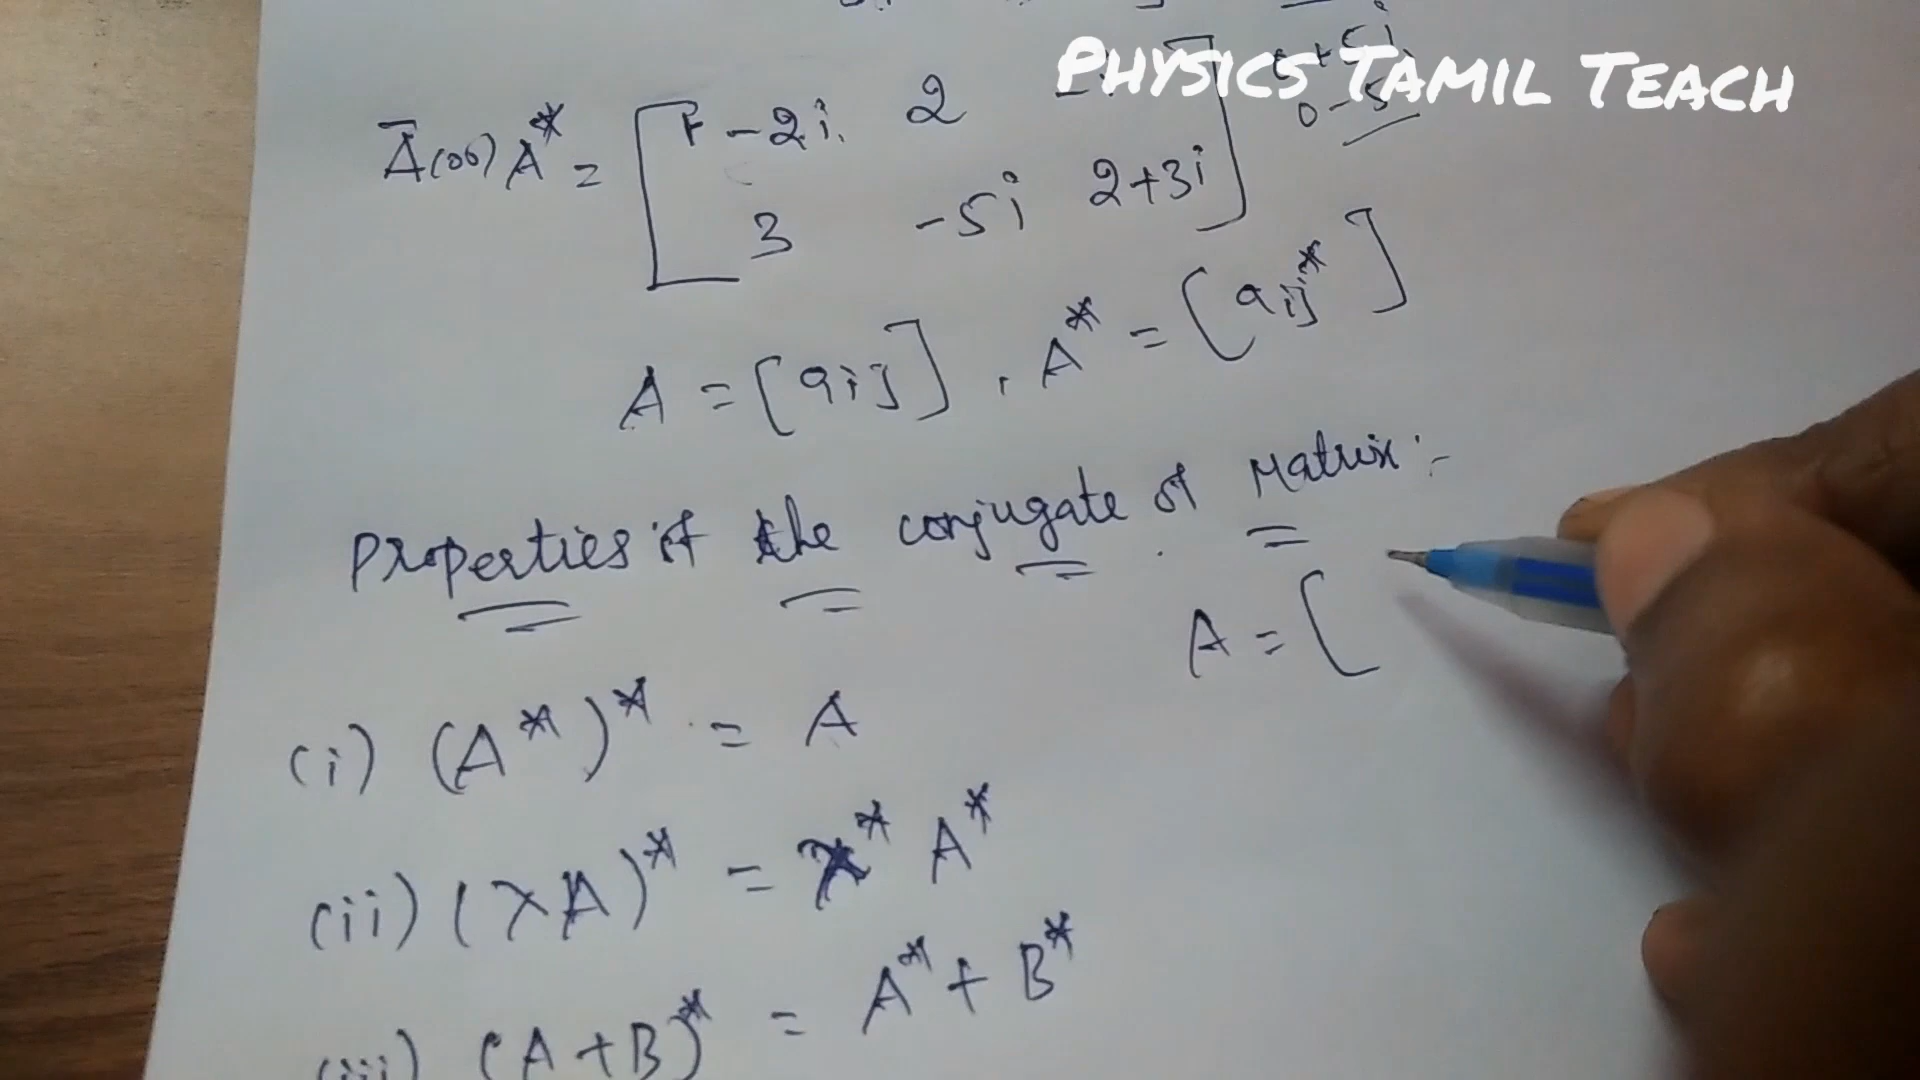 PHYSICS TAMIL TEACH
Ā (or) A* = [ 1-2i 2
3 -5i 2+3i ]
A = [aij], A* = [aij*]
Properties of the conjugate of Matrix :-
A = [
(i) (A*)* = A
(ii) (λA)* = λ* A*
(iii) (A+B)* = A* + B*